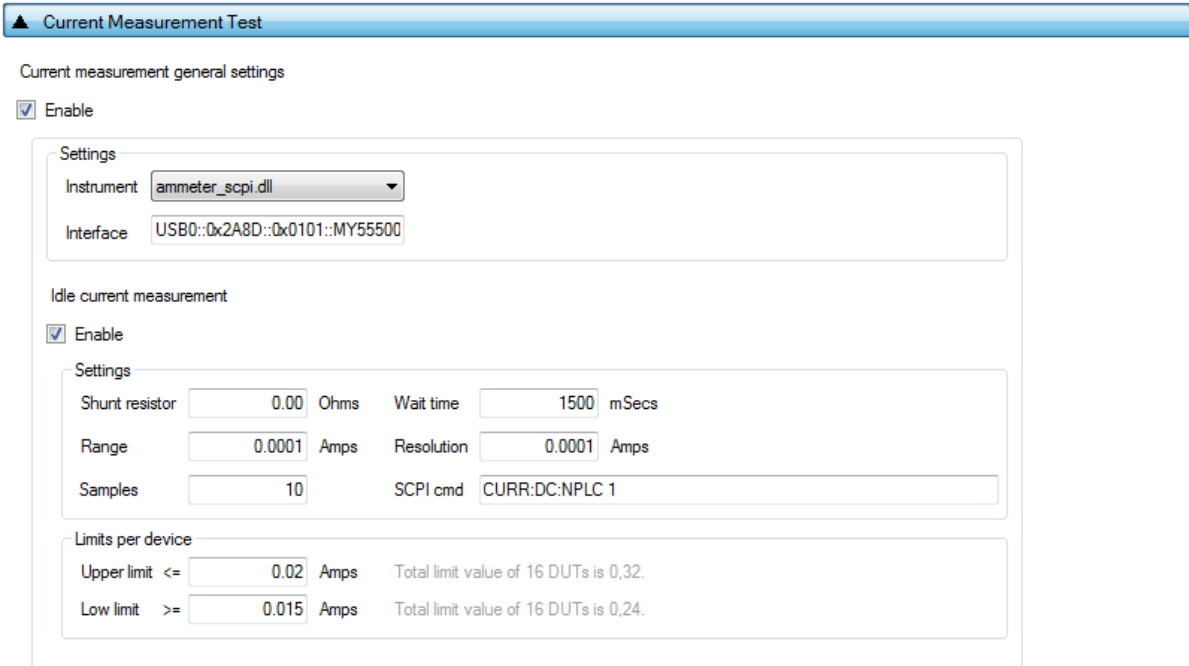 Current Measurement Test
Current measurement general settings
Enable
Settings
Instrument ammeter_scpi.dll
Interface USB0::0x2A8D::0x0101::MY55500
Idle current measurement
Enable
Settings
Shunt resistor 0.00 Ohms Wait time 1500 mSecs
Range 0.0001 Amps Resolution 0.0001 Amps
Samples 10 SCPI cmd CURR:DC:NPLC 1
Limits per device
Upper limit <= 0.02 Amps Total limit value of 16 DUTs is 0,32.
Low limit >= 0.015 Amps Total limit value of 16 DUTs is 0,24.